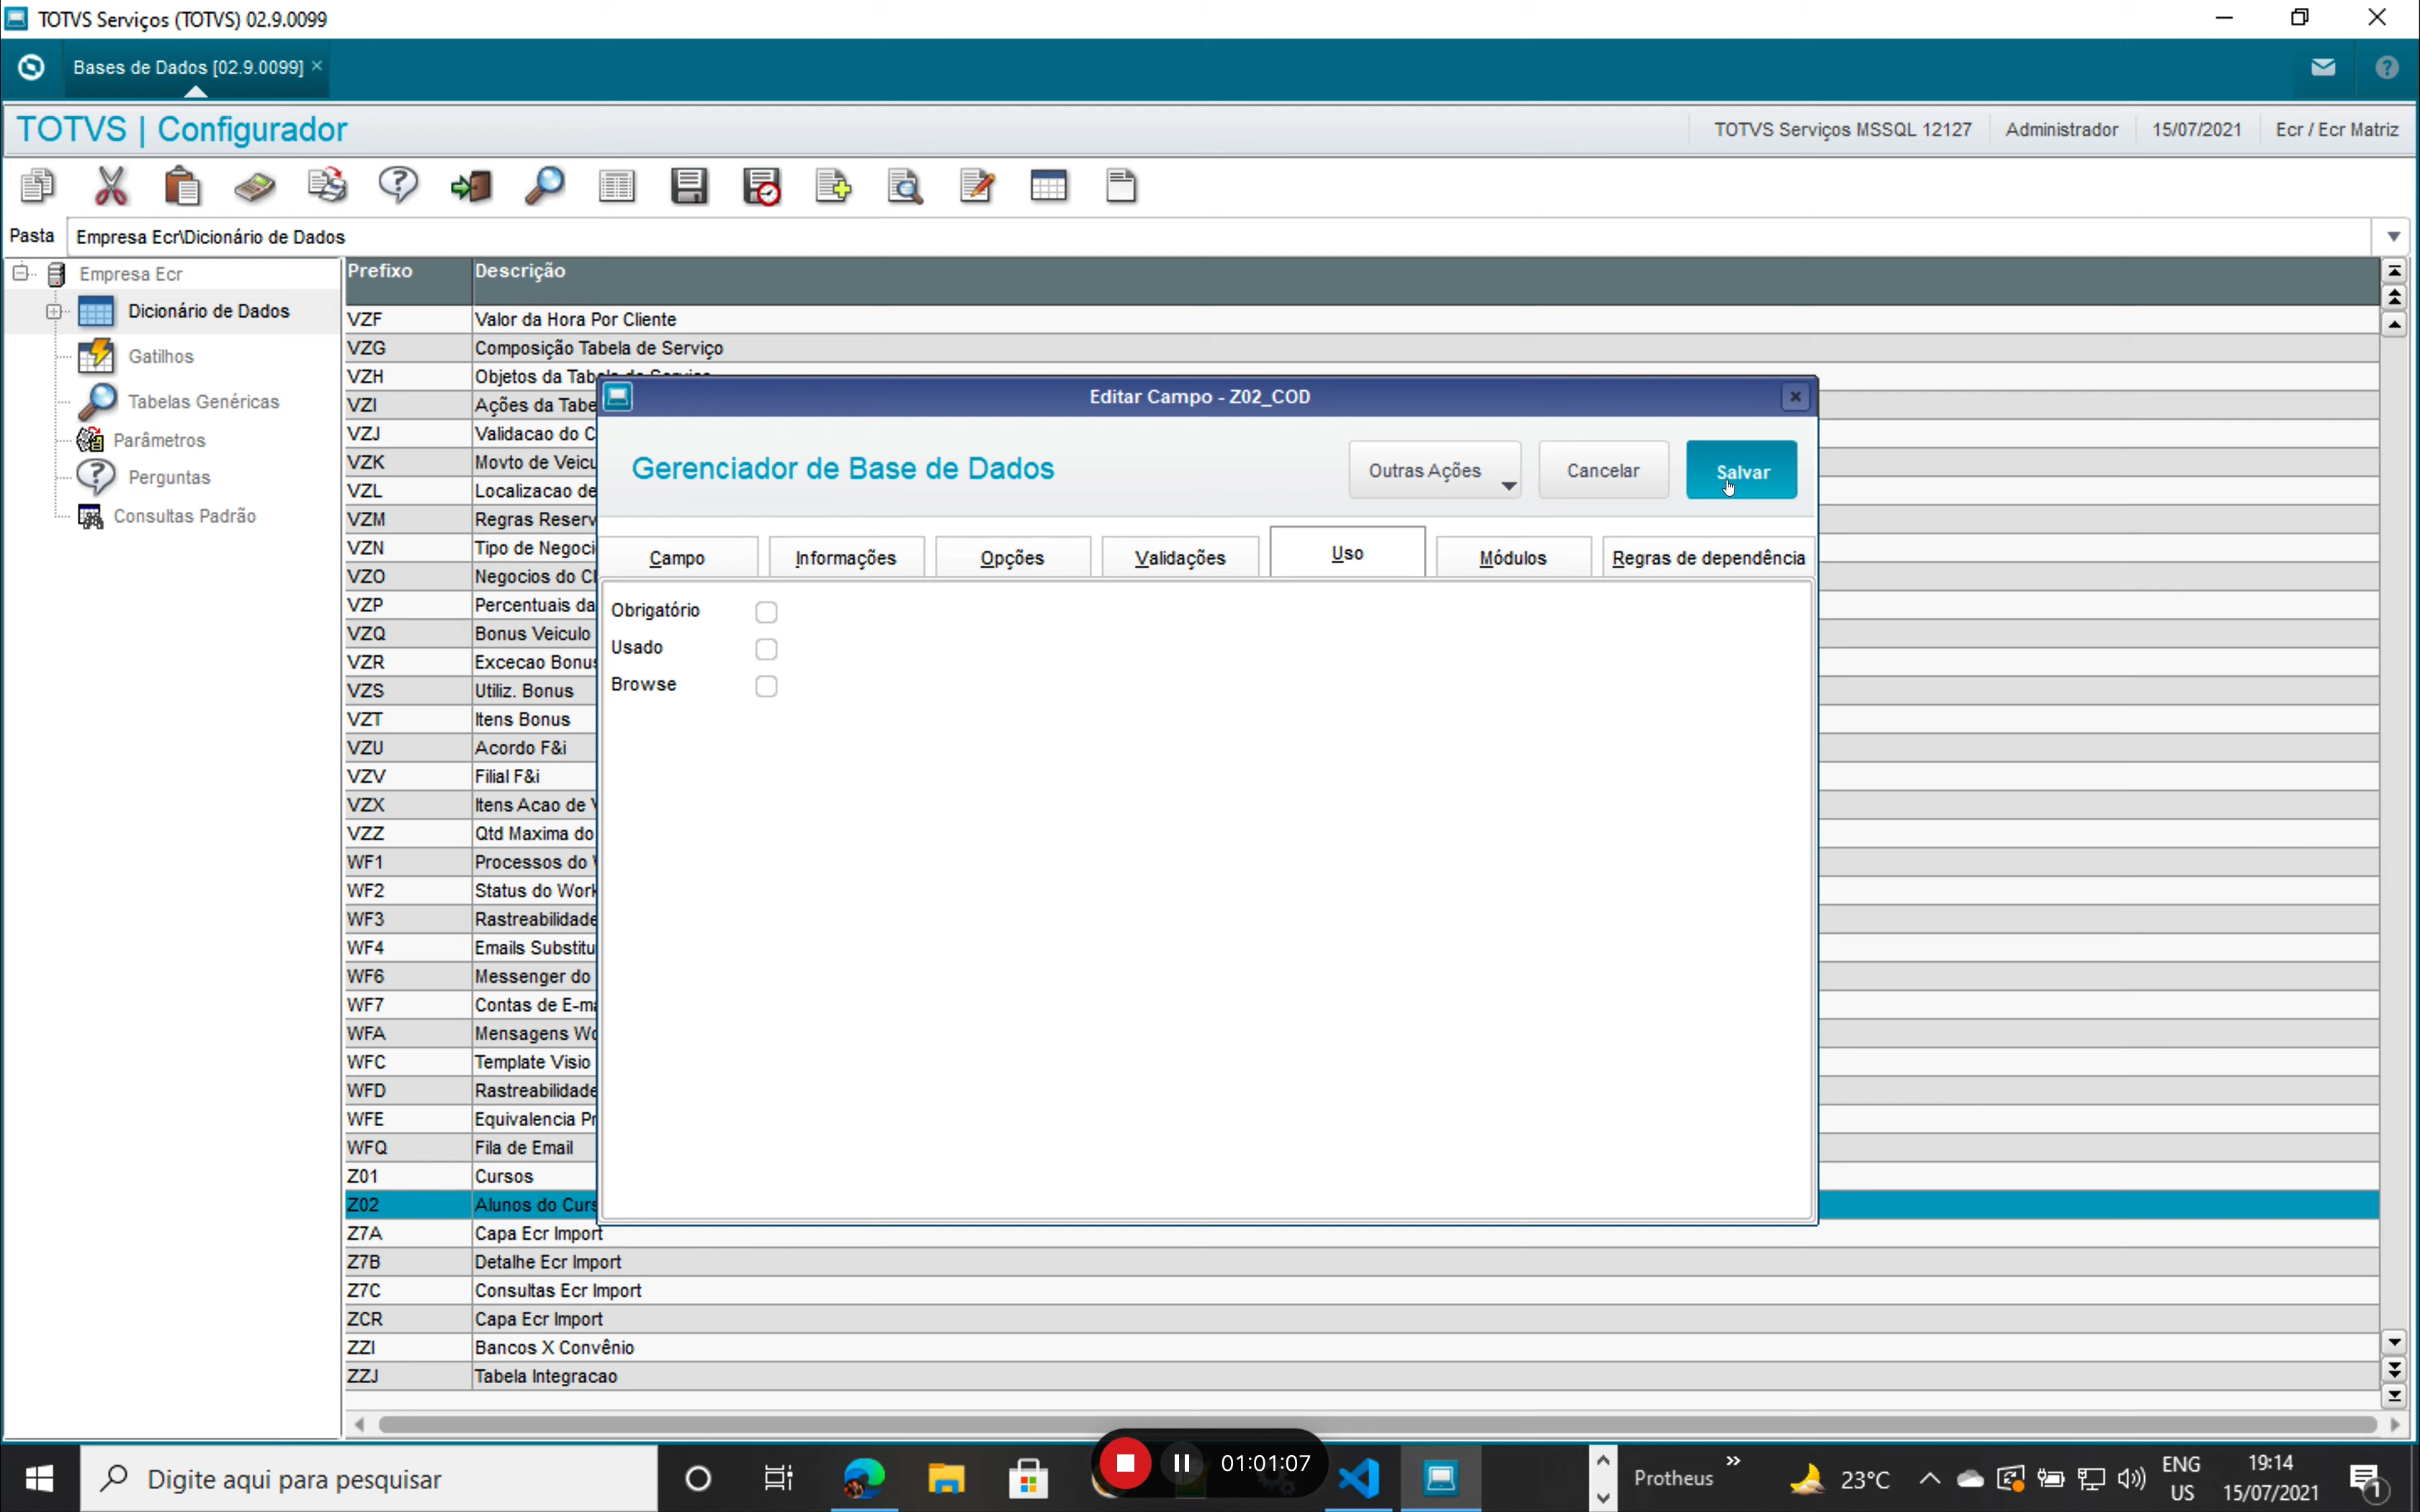 TOTVS Serviços (TOTVS) 02.9.0099
Bases de Dados [02.9.0099]
TOTVS | Configurador
TOTVS Serviços MSSQL 12127 Administrador 15/07/2021 Ecr / Ecr Matriz
Pasta Empresa Ecr\Dicionário de Dados
Empresa Ecr
Dicionário de Dados
Gatilhos
Tabelas Genéricas
Parâmetros
Perguntas
Consultas Padrão
Prefixo Descrição
VZF Valor da Hora Por Cliente
VZG Composição Tabela de Serviço
VZH Objetos da Tabela de Serviço
VZI Ações da Tabe
VZJ Validacao do C
VZK Movto de Veicu
VZL Localizacao de
VZM Regras Reserv
VZN Tipo de Negoci
VZO Negocios do Cl
VZP Percentuais da
VZQ Bonus Veiculo
VZR Excecao Bonus
VZS Utiliz. Bonus
VZT Itens Bonus
VZU Acordo F&i
VZV Filial F&i
VZX Itens Acao de V
VZZ Qtd Maxima do
WF1 Processos do
WF2 Status do Work
WF3 Rastreabilidade
WF4 Emails Substitu
WF6 Messenger do
WF7 Contas de E-ma
WFA Mensagens Wo
WFC Template Visio
WFD Rastreabilidade
WFE Equivalencia Pr
WFQ Fila de Email
Z01 Cursos
Z02 Alunos do Curs
Z7A Capa Ecr Import
Z7B Detalhe Ecr Import
Z7C Consultas Ecr Import
ZCR Capa Ecr Import
ZZI Bancos X Convênio
ZZJ Tabela Integracao
Editar Campo - Z02_COD
Gerenciador de Base de Dados
Outras Ações Cancelar Salvar
Campo Informações Opções Validações Uso Módulos Regras de dependência
Obrigatório
Usado
Browse
Digite aqui para pesquisar
01:01:07
Protheus
23°C
ENG
US
19:14
15/07/2021
1